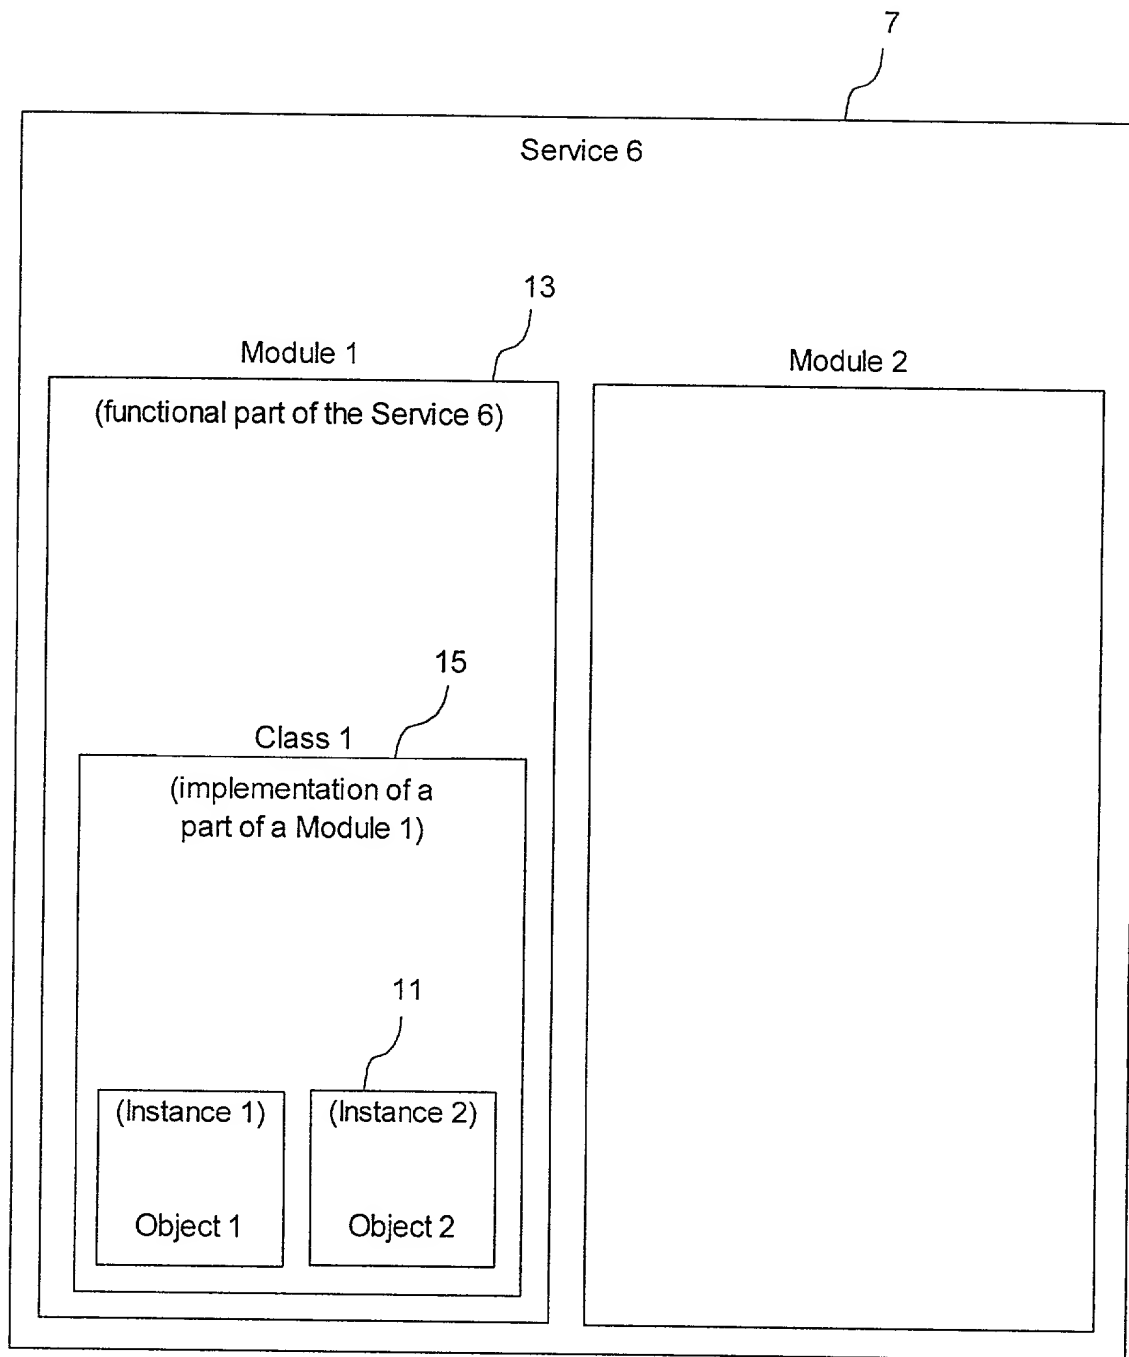 7
Service 6
13
Module 1
Module 2
(functional part of the Service 6)
15
Class 1
(implementation of a
part of a Module 1)
11
(Instance 1)
(Instance 2)
Object 1
Object 2